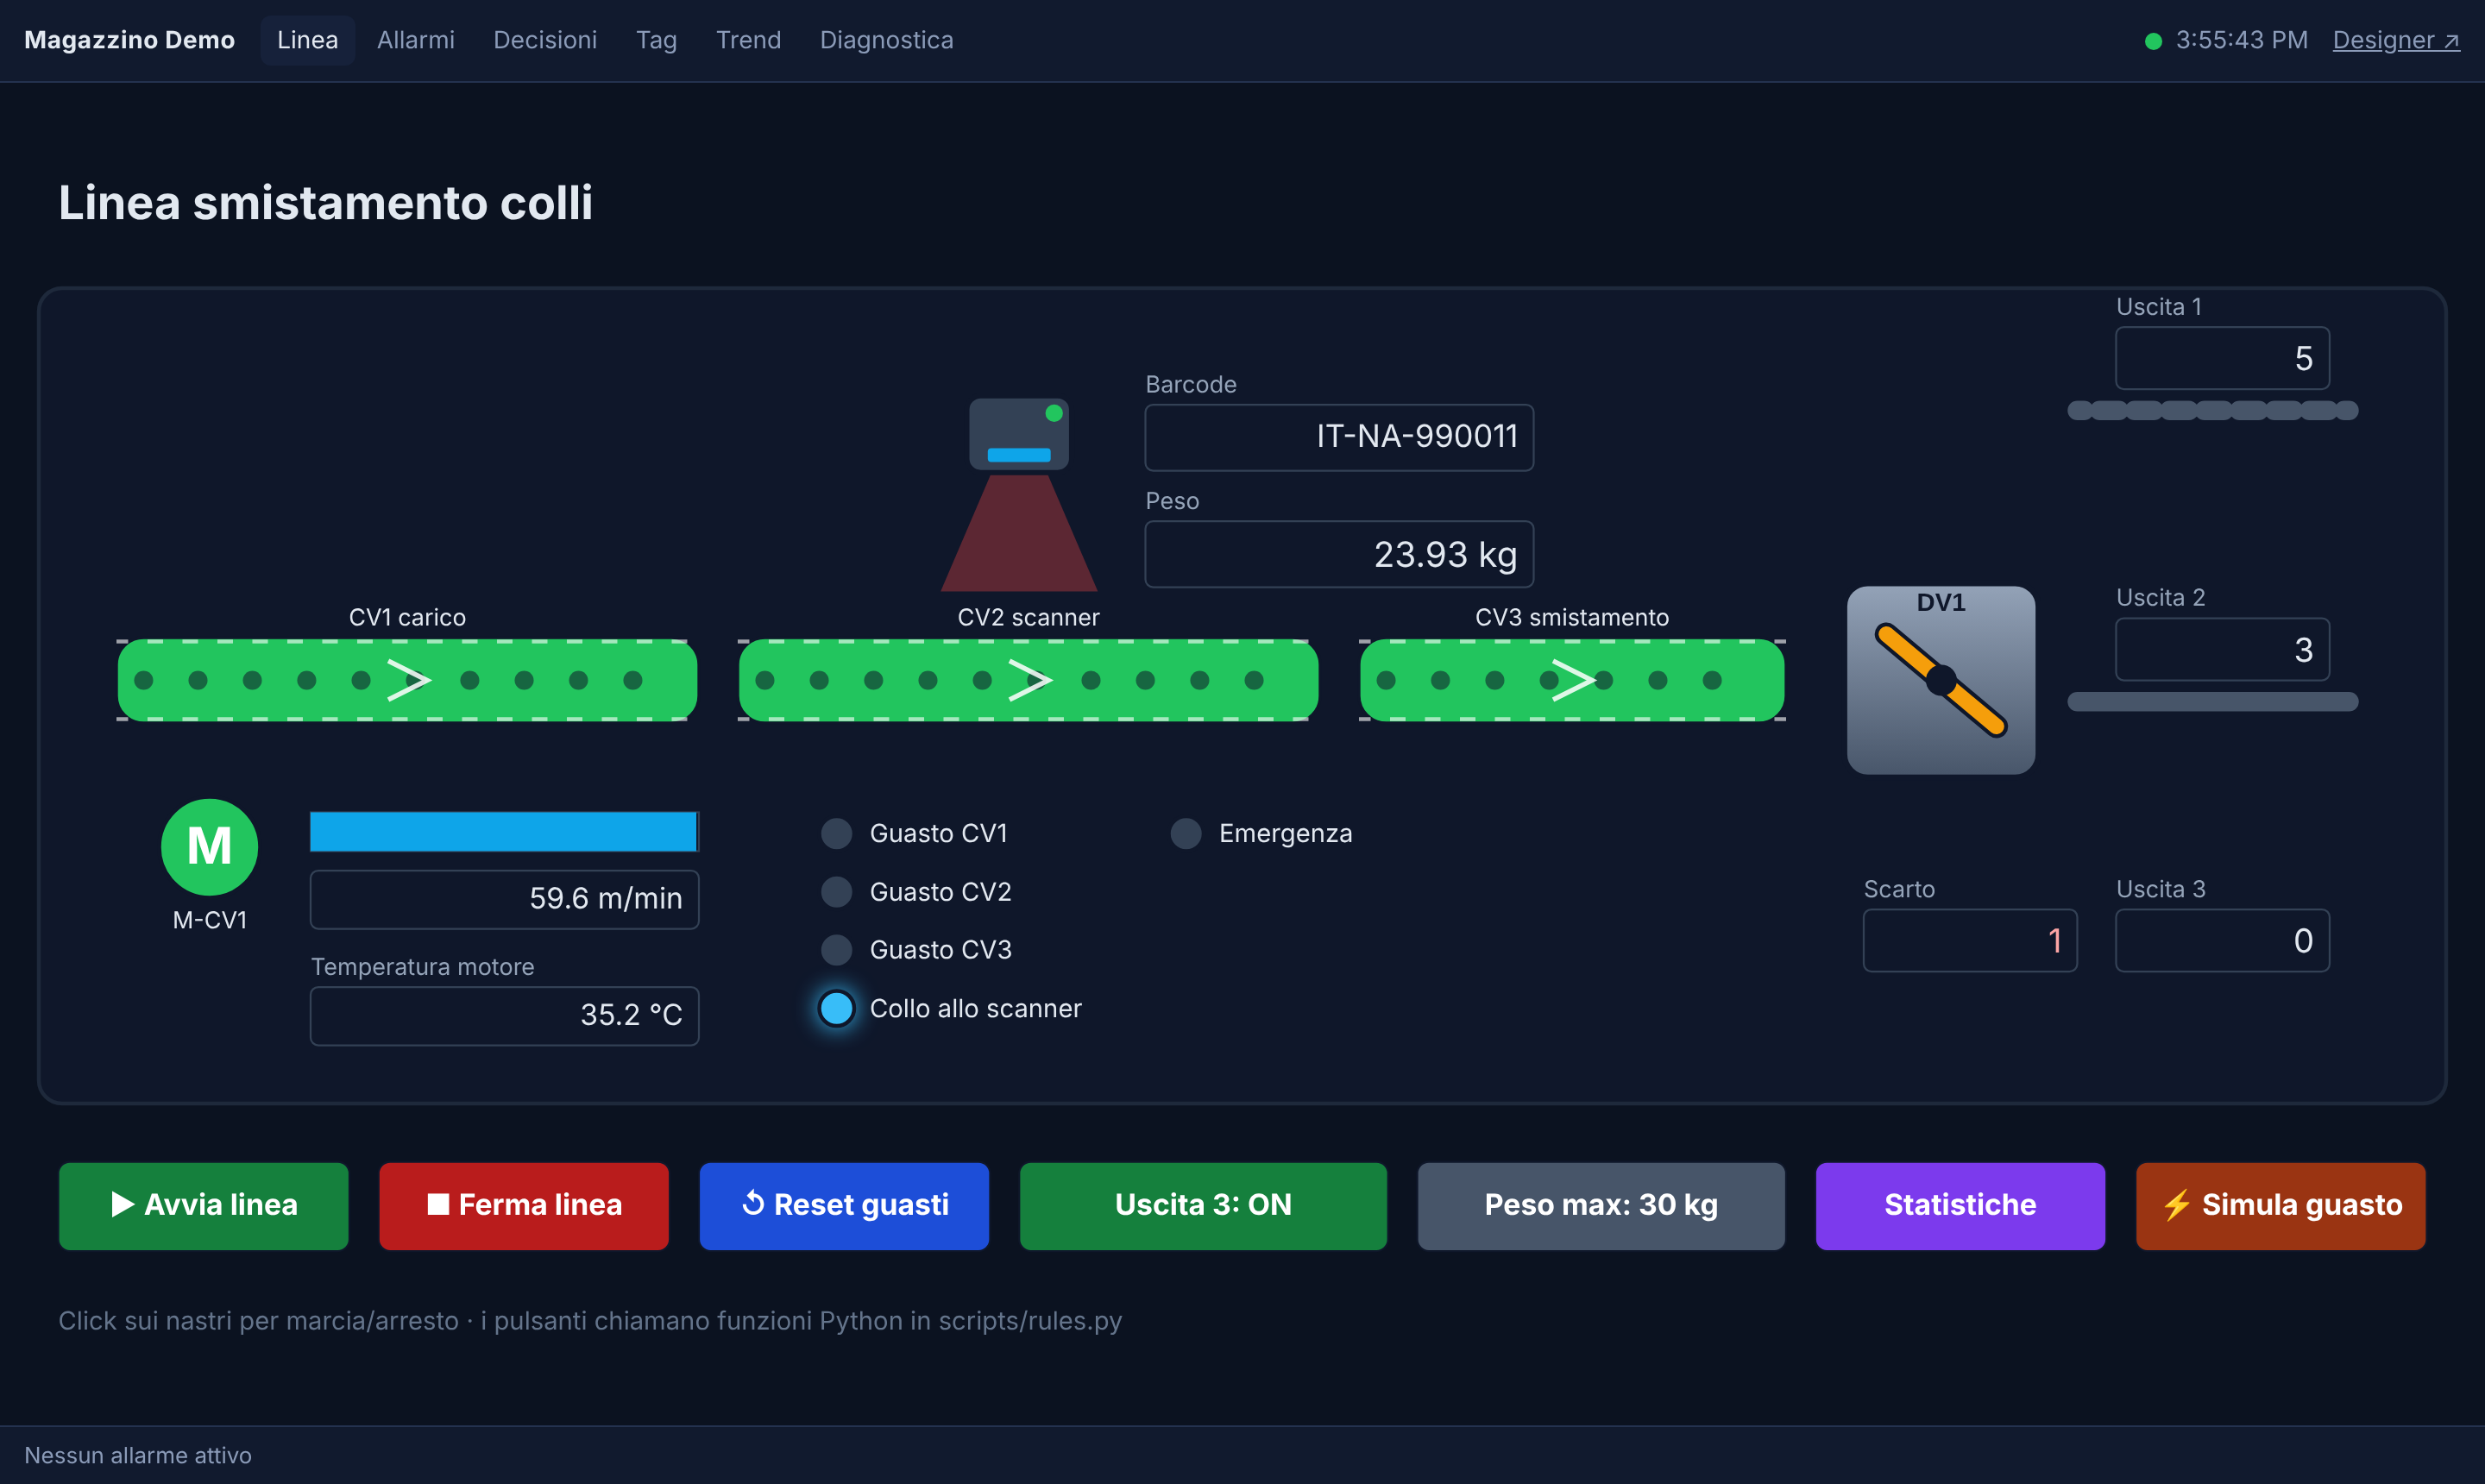 Magazzino Demo Linea Allarmi Decisioni Tag Trend Diagnostica 3:55:43 PM Designer ↗
Linea smistamento colli
Uscita 1
5
Barcode
IT-NA-990011
Peso
23.93 kg
CV1 carico
CV2 scanner
CV3 smistamento
DV1
Uscita 2
3
M
M-CV1
59.6 m/min
Temperatura motore
35.2 °C
Guasto CV1
Guasto CV2
Guasto CV3
Collo allo scanner
Emergenza
Scarto
1
Uscita 3
0
▶ Avvia linea
■ Ferma linea
↺ Reset guasti
Uscita 3: ON
Peso max: 30 kg
Statistiche
⚡ Simula guasto
Click sui nastri per marcia/arresto · i pulsanti chiamano funzioni Python in scripts/rules.py
Nessun allarme attivo